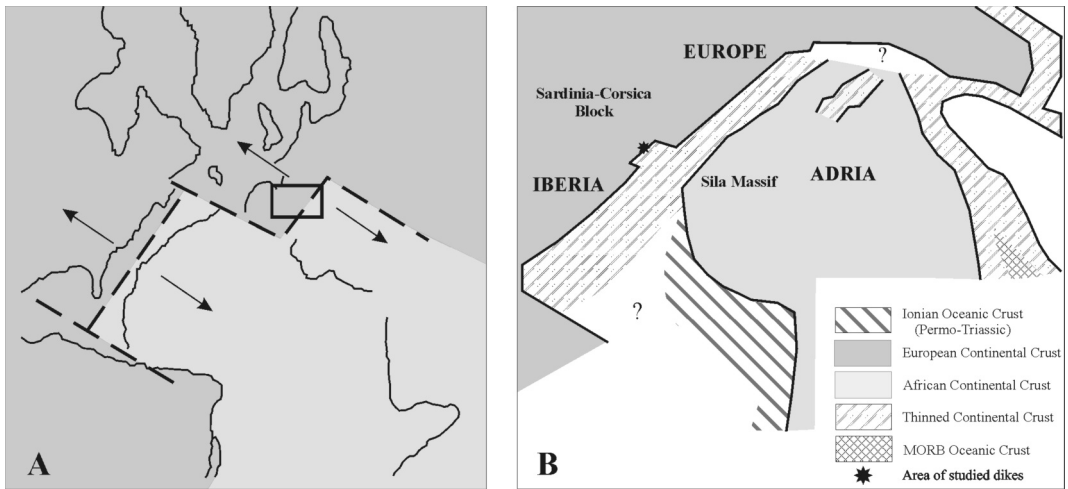 A
EUROPE
?
Sardinia-Corsica
Block
IBERIA
Sila Massif
ADRIA
?
Ionian Oceanic Crust
(Permo-Triassic)
European Continental Crust
African Continental Crust
Thinned Continental Crust
MORB Oceanic Crust
Area of studied dikes
B